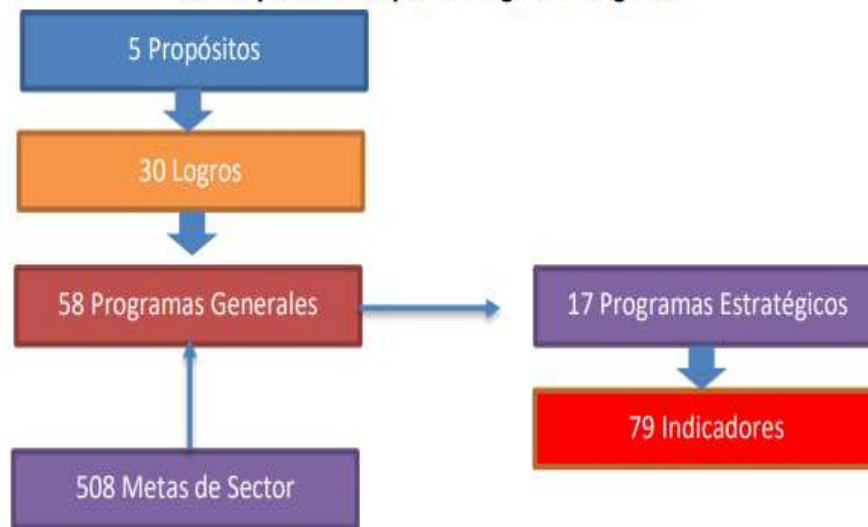 5 Propósitos
30 Logros
58 Programas Generales
17 Programas Estratégicos
79 Indicadores
508 Metas de Sector